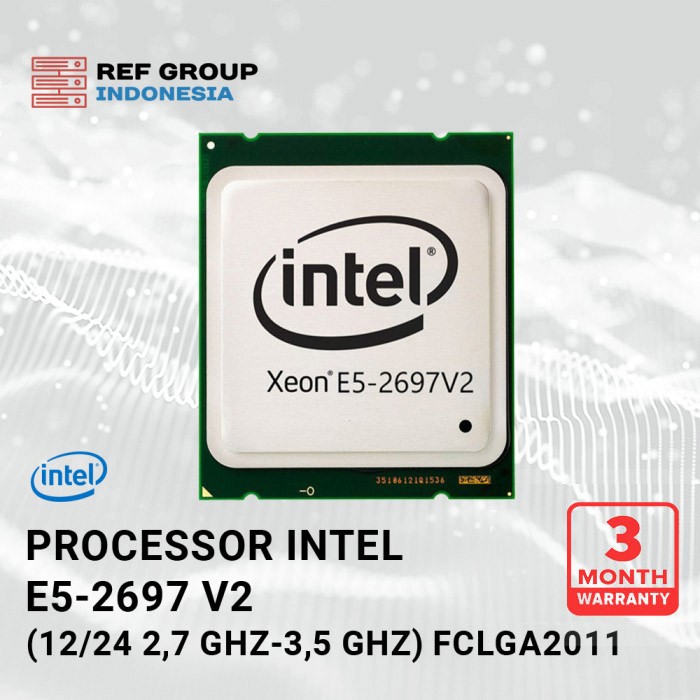 REF GROUP
INDONESIA
intel®
Xeon® E5-2697V2
35106121Q1536
intel
PROCESSOR INTEL
E5-2697 V2
(12/24 2,7 GHZ-3,5 GHZ) FCLGA2011
3
MONTH
WARRANTY